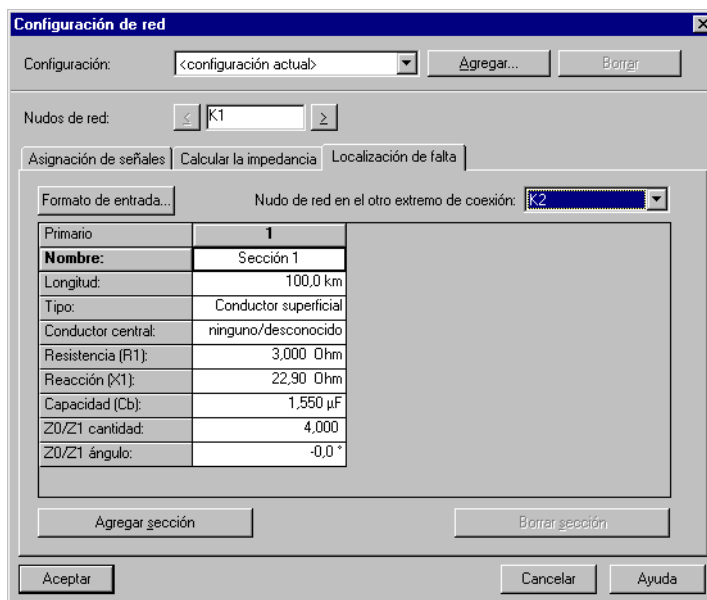 Configuración de red
Configuración: <configuración actual> Agregar... Borrar
Nudos de red: < K1 >
Asignación de señales Calcular la impedancia Localización de falta
Formato de entrada... Nudo de red en el otro extremo de coexión: K2
Primario 1
Nombre: Sección 1
Longitud: 100,0 km
Tipo: Conductor superficial
Conductor central: ninguno/desconocido
Resistencia (R1): 3,000 Ohm
Reacción (X1): 22,90 Ohm
Capacidad (Cb): 1,550 µF
Z0/Z1 cantidad: 4,000
Z0/Z1 ángulo: -0,0 °
Agregar sección Borrar sección
Aceptar Cancelar Ayuda